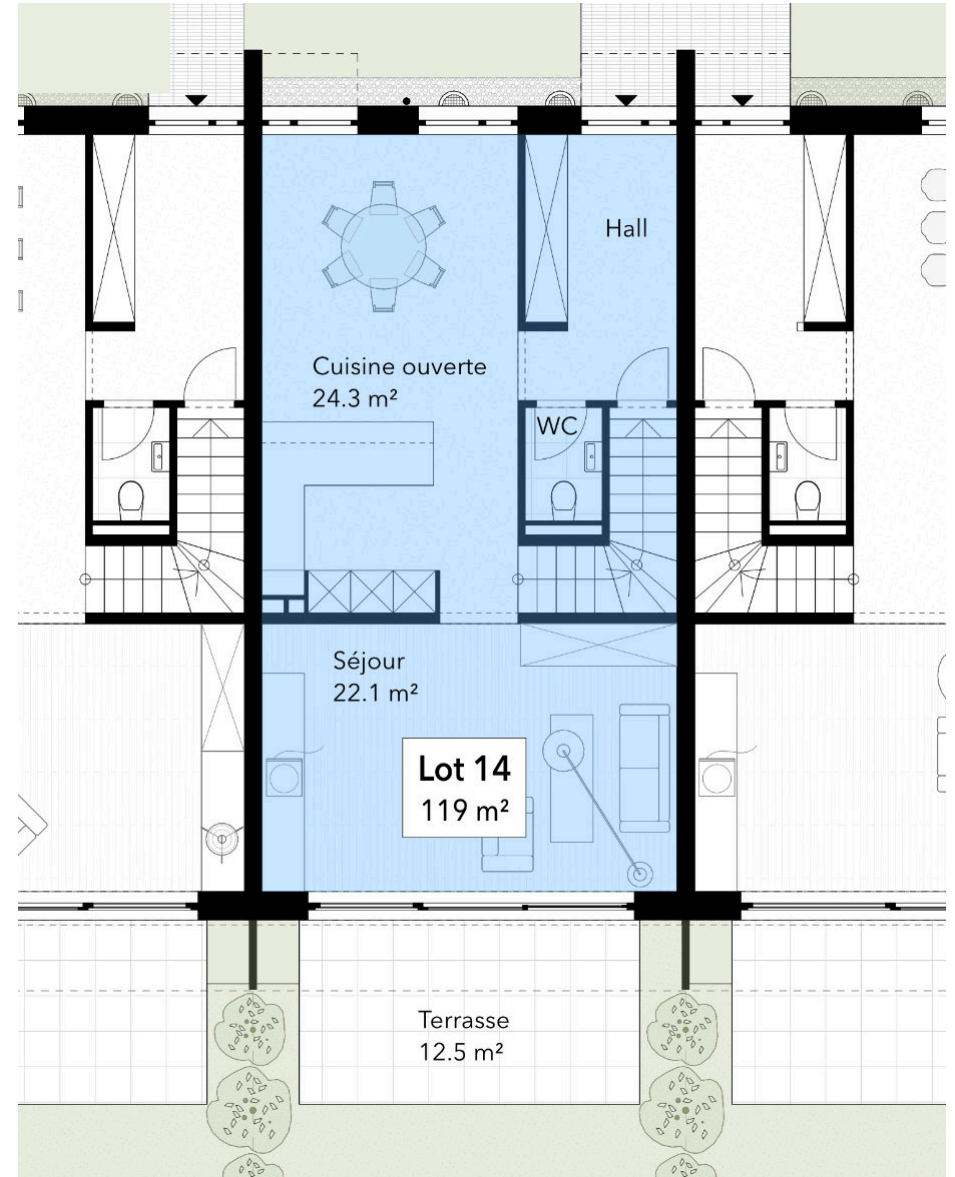 Hall
Cuisine ouverte
24.3 m²
WC
Séjour
22.1 m²
Lot 14
119 m²
Terrasse
12.5 m²